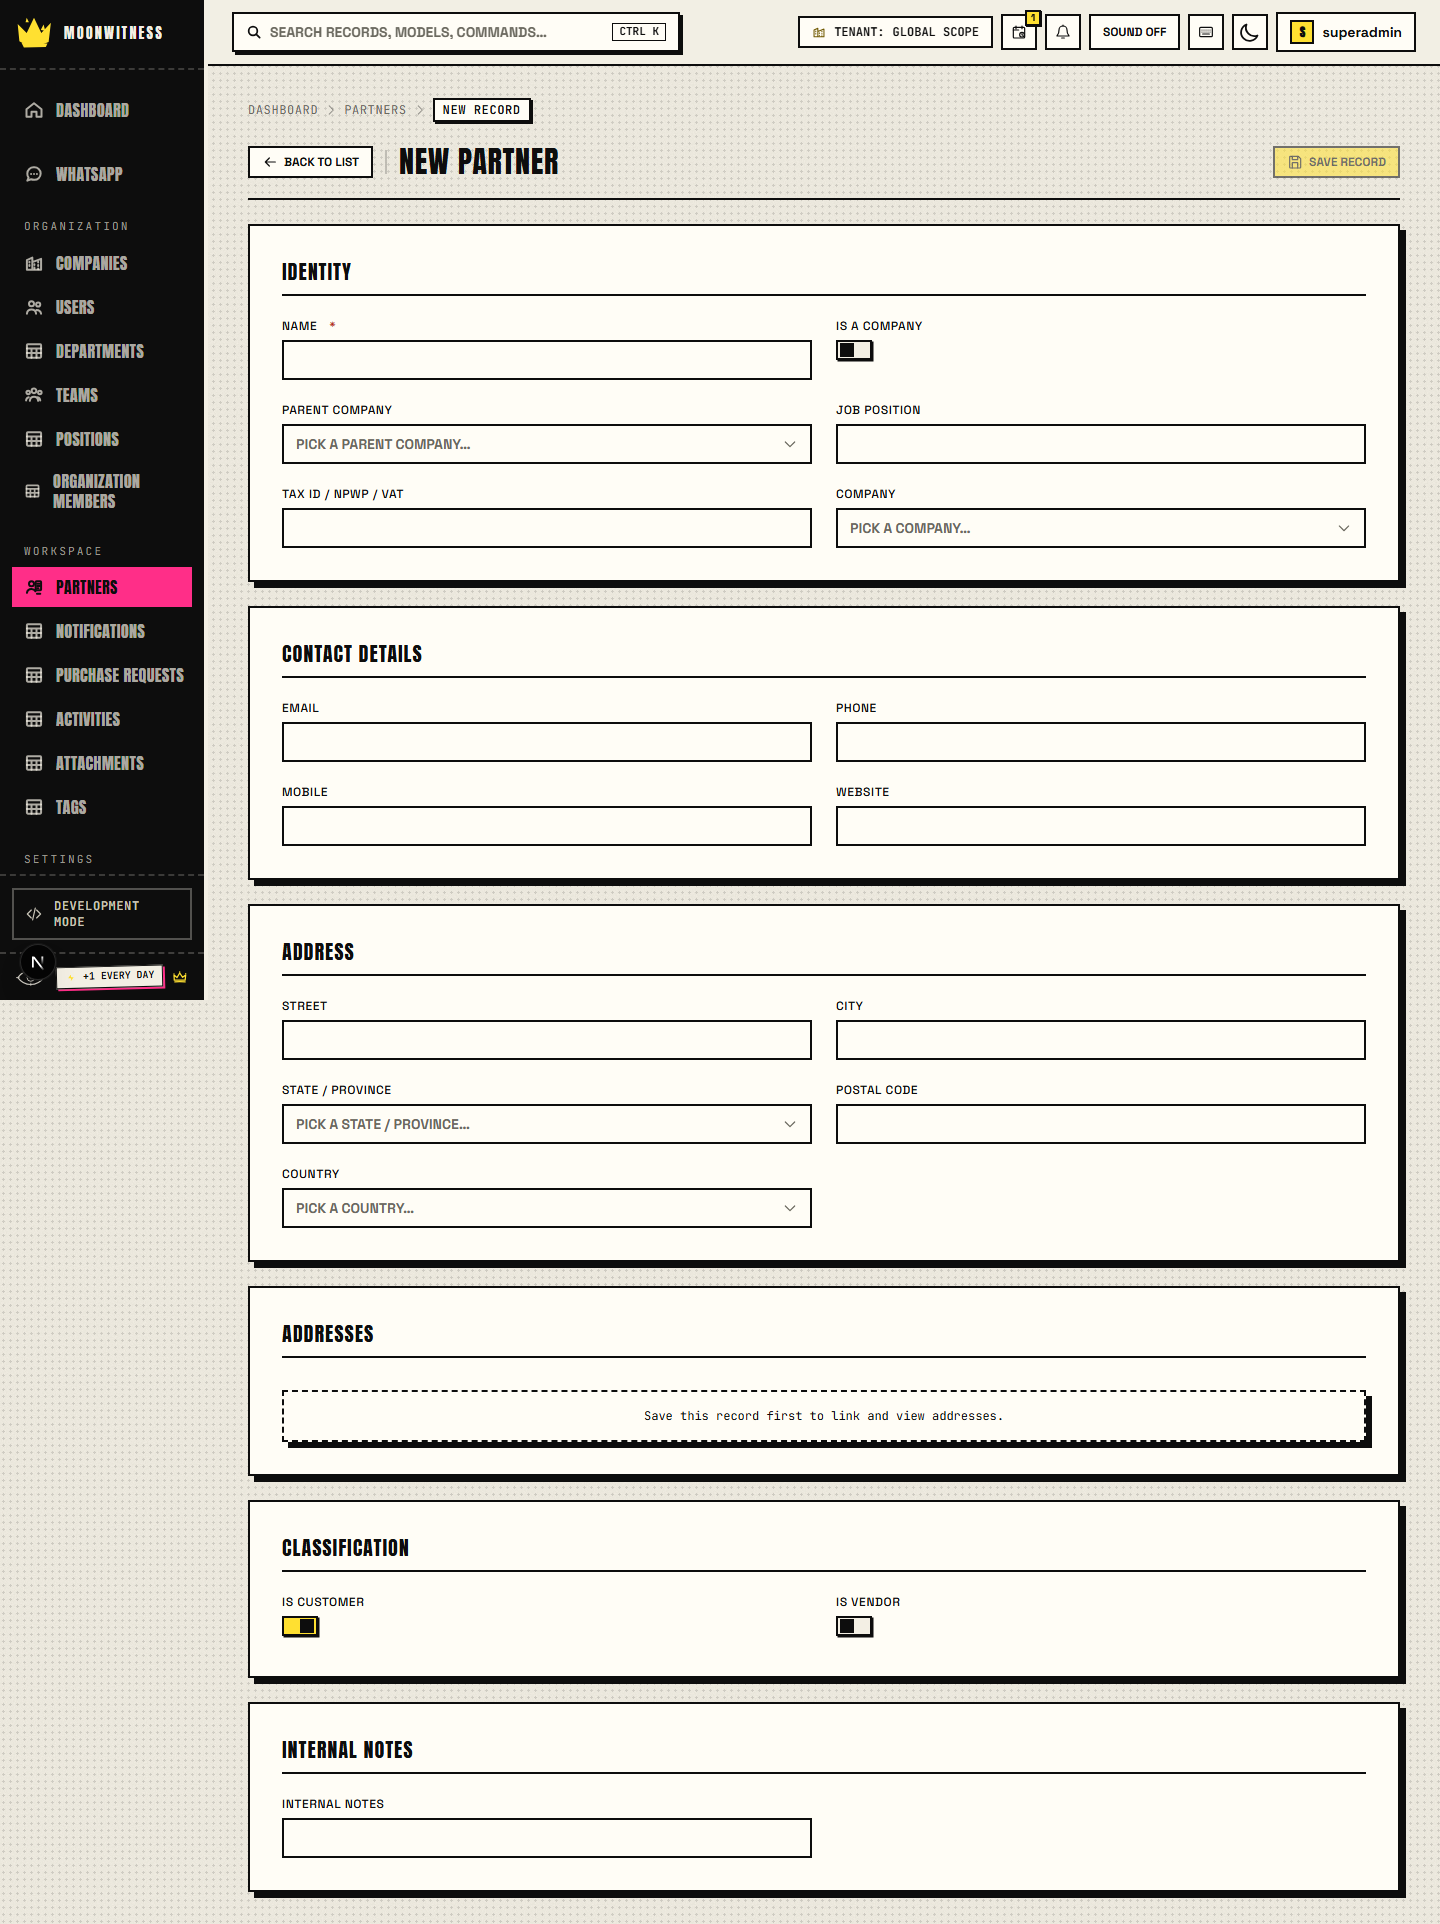 MOONWITNESS
SEARCH RECORDS, MODELS, COMMANDS...
CTRL K
TENANT: GLOBAL SCOPE
1
SOUND OFF
$
superadmin
DASHBOARD
WHATSAPP
ORGANIZATION
COMPANIES
USERS
DEPARTMENTS
TEAMS
POSITIONS
ORGANIZATION
MEMBERS
WORKSPACE
PARTNERS
NOTIFICATIONS
PURCHASE REQUESTS
ACTIVITIES
ATTACHMENTS
TAGS
SETTINGS
DEVELOPMENT
MODE
N
+1 EVERY DAY
DASHBOARD
PARTNERS
NEW RECORD
BACK TO LIST
NEW PARTNER
SAVE RECORD
IDENTITY
NAME *
IS A COMPANY
PARENT COMPANY
JOB POSITION
PICK A PARENT COMPANY...
TAX ID / NPWP / VAT
COMPANY
PICK A COMPANY...
CONTACT DETAILS
EMAIL
PHONE
MOBILE
WEBSITE
ADDRESS
STREET
CITY
STATE / PROVINCE
POSTAL CODE
PICK A STATE / PROVINCE...
COUNTRY
PICK A COUNTRY...
ADDRESSES
Save this record first to link and view addresses.
CLASSIFICATION
IS CUSTOMER
IS VENDOR
INTERNAL NOTES
INTERNAL NOTES